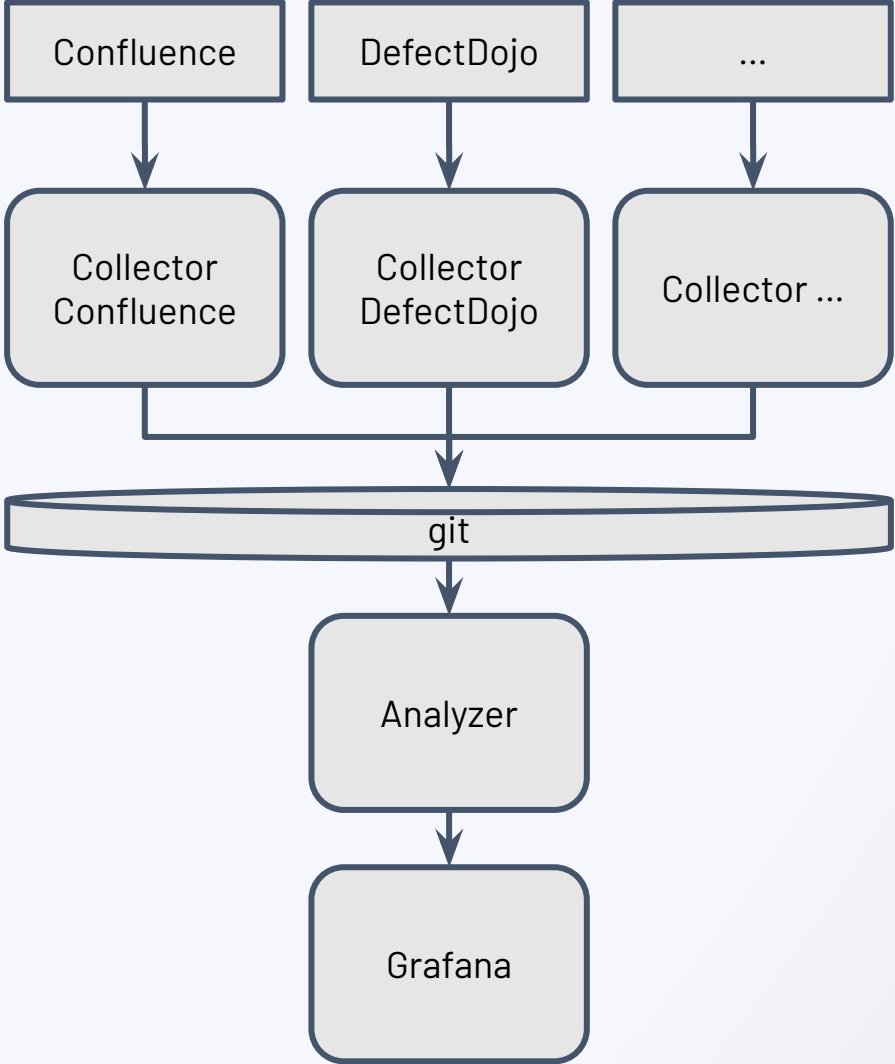 Confluence
DefectDojo
...
Collector
Confluence
Collector
DefectDojo
Collector ...
git
Analyzer
Grafana